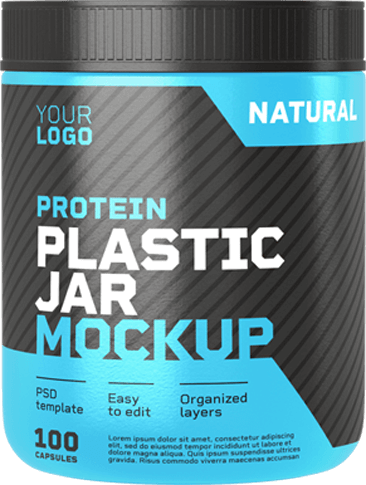 YOUR
LOGO
NATURAL
PROTEIN
PLASTIC
JAR
MOCKUP
PSD
template
Easy
to edit
Organized
layers
100
CAPSULES
Lorem ipsum dolor sit amet, consectetur adipiscing
elit, sed do eiusmod tempor incididunt ut labore et
dolore magna aliqua. Quis ipsum suspendisse ultrices
gravida. Risus commodo viverra maecenas accumsan